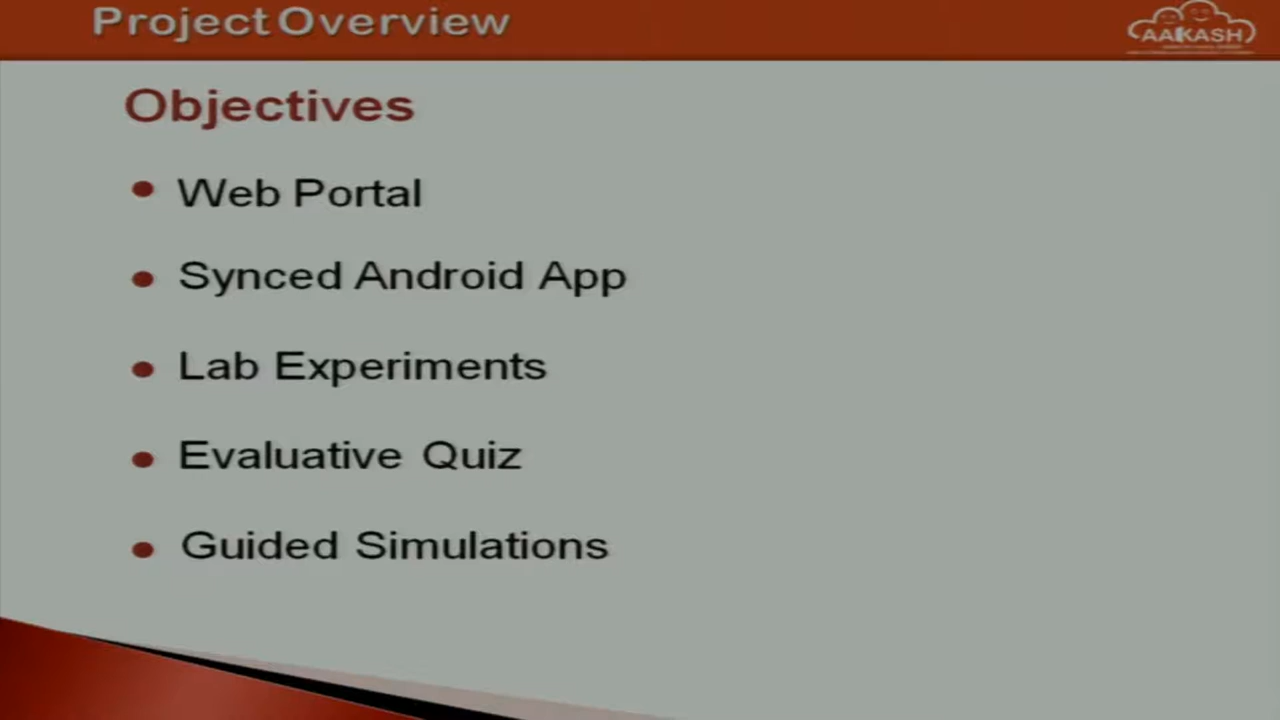 Project Overview
AAKASH
Objectives
Web Portal
Synced Android App
Lab Experiments
Evaluative Quiz
Guided Simulations